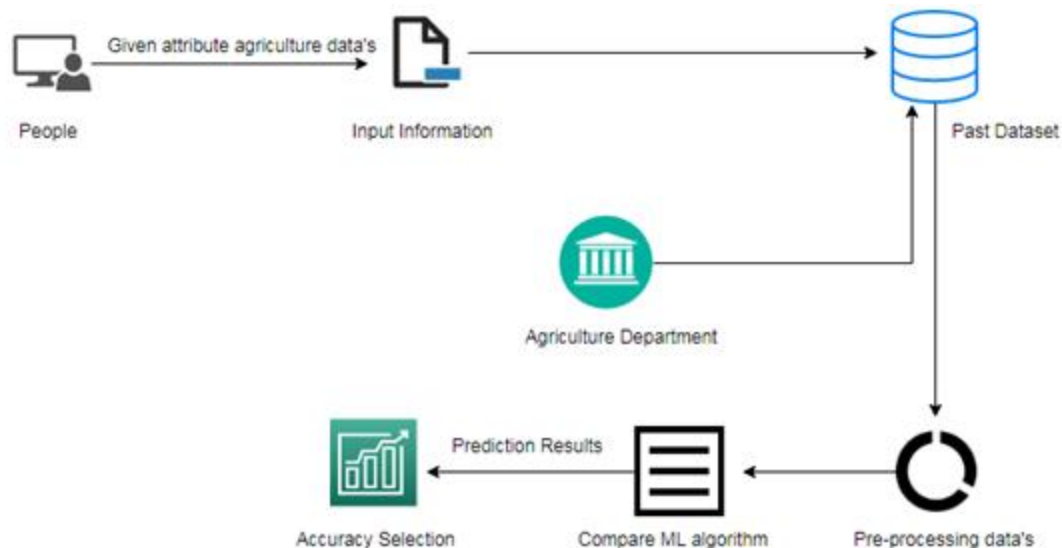 Given attribute agriculture data's
People
Input Information
Past Dataset
Agriculture Department
Prediction Results
Accuracy Selection
Compare ML algorithm
Pre-processing data's